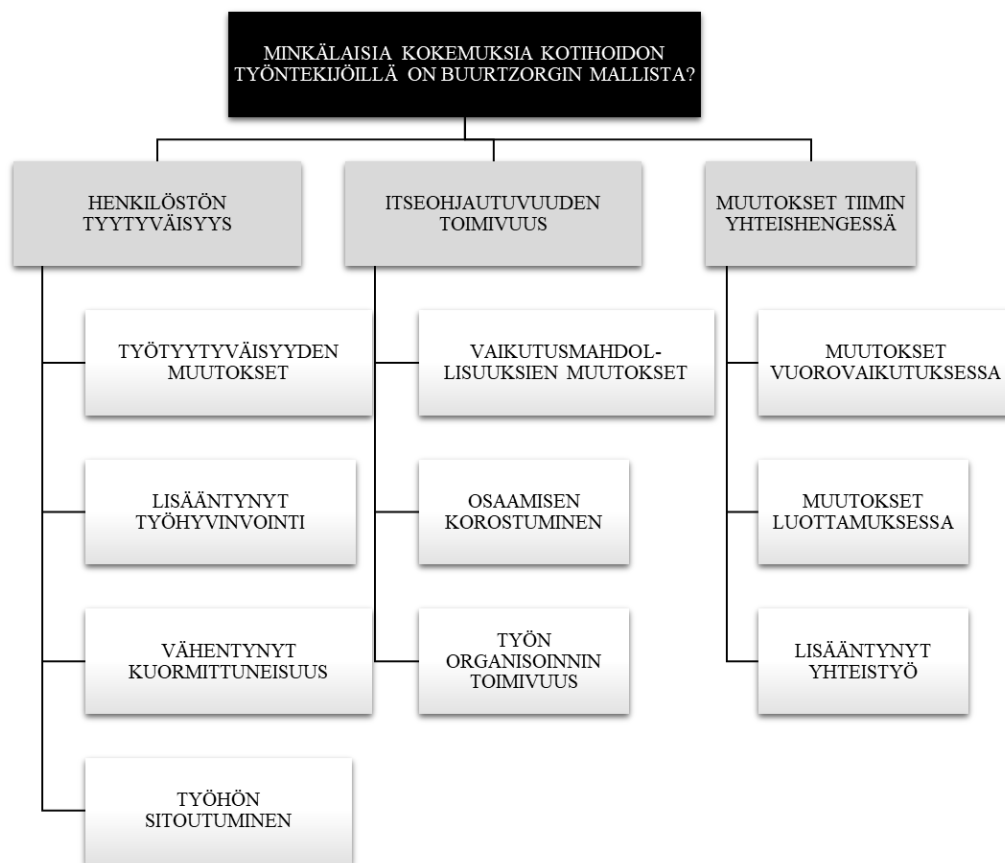 MINKÄLAISIA KOKEMUKSIA KOTIHOIDON
TYÖNTEKIJÖILLÄ ON BUURTZORGIN MALLISTA?
HENKILÖSTÖN
TYYTYVÄISYYS
TYÖTYYTYVÄISYYDEN
MUUTOKSET
LISÄÄNTYNYT
TYÖHYVINVOINTI
VÄHENTYNYT
KUORMITTUNEISUUS
TYÖHÖN
SITOUTUMINEN
ITSEOHJAUTUVUUDEN
TOIMIVUUS
VAIKUTUSMAHDOL-
LISUUKSIEN MUUTOKSET
OSAAMISEN
KOROSTUMINEN
TYÖN
ORGANISOINNIN
TOIMIVUUS
MUUTOKSET TIIMIN
YHTEISHENGESSÄ
MUUTOKSET
VUOROVAIKUTUKSESSA
MUUTOKSET
LUOTTAMUKSESSA
LISÄÄNTYNYT
YHTEISTYÖ